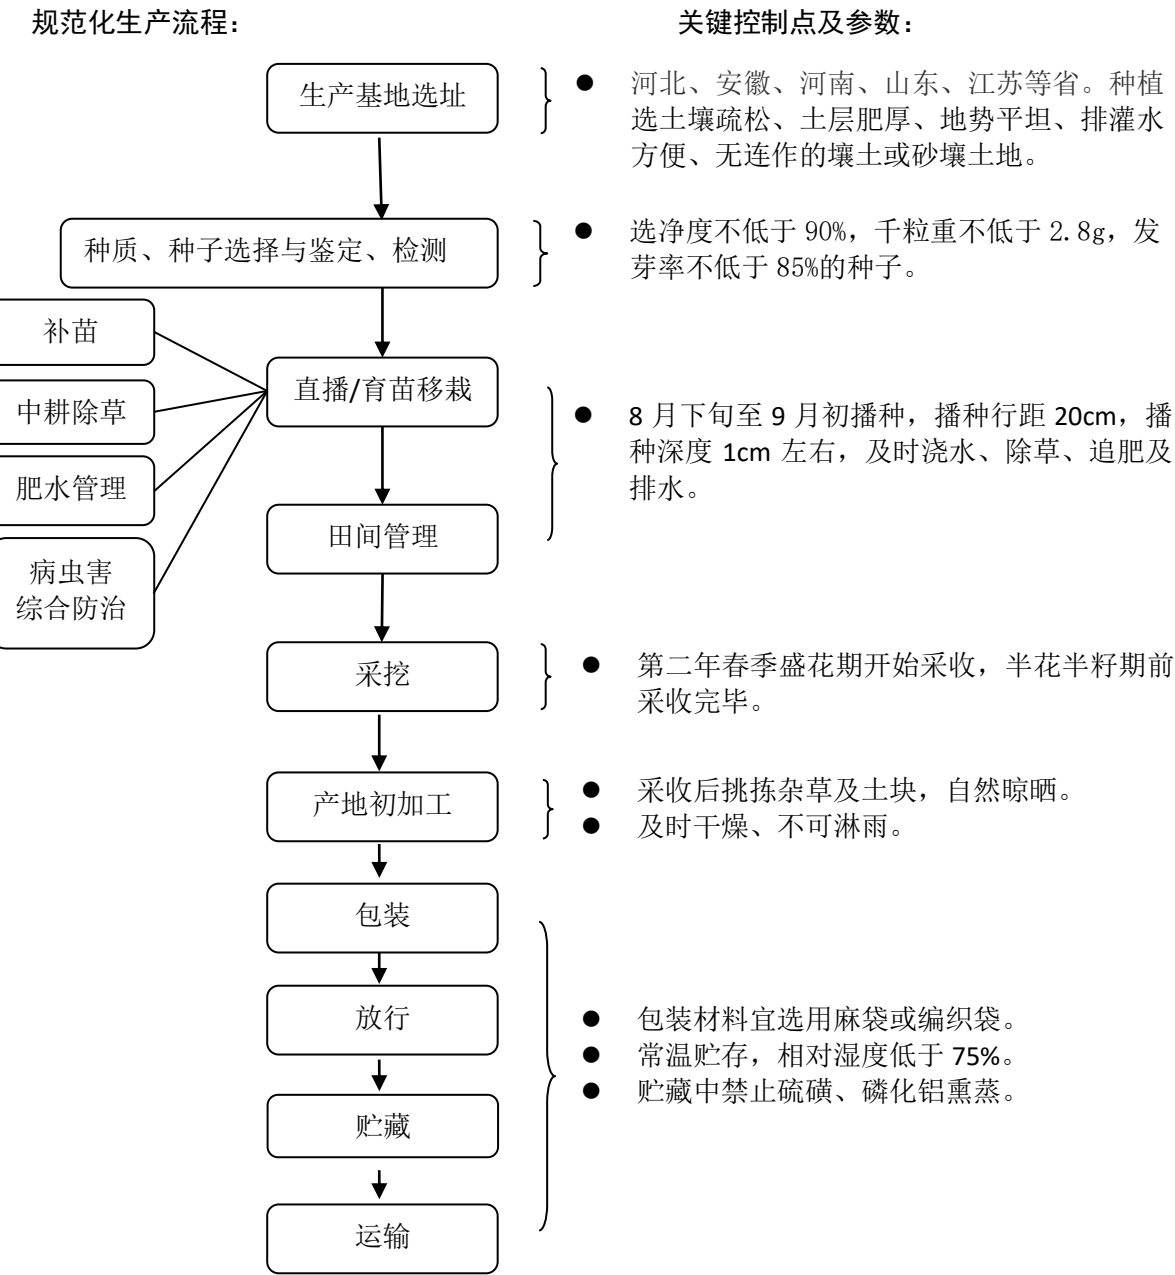 规范化生产流程：
关键控制点及参数：
生产基地选址
● 河北、安徽、河南、山东、江苏等省。种植
选土壤疏松、土层肥厚、地势平坦、排灌水
方便、无连作的壤土或砂壤土地。
种质、种子选择与鉴定、检测
● 选净度不低于 90%，千粒重不低于 2.8g，发
芽率不低于 85%的种子。
补苗
中耕除草
肥水管理
病虫害
综合防治
直播/育苗移栽
田间管理
● 8 月下旬至 9 月初播种，播种行距 20cm，播
种深度 1cm 左右，及时浇水、除草、追肥及
排水。
采挖
● 第二年春季盛花期开始采收，半花半籽期前
采收完毕。
产地初加工
● 采收后挑拣杂草及土块，自然晾晒。
● 及时干燥、不可淋雨。
包装
放行
贮藏
运输
● 包装材料宜选用麻袋或编织袋。
● 常温贮存，相对湿度低于 75%。
● 贮藏中禁止硫磺、磷化铝熏蒸。